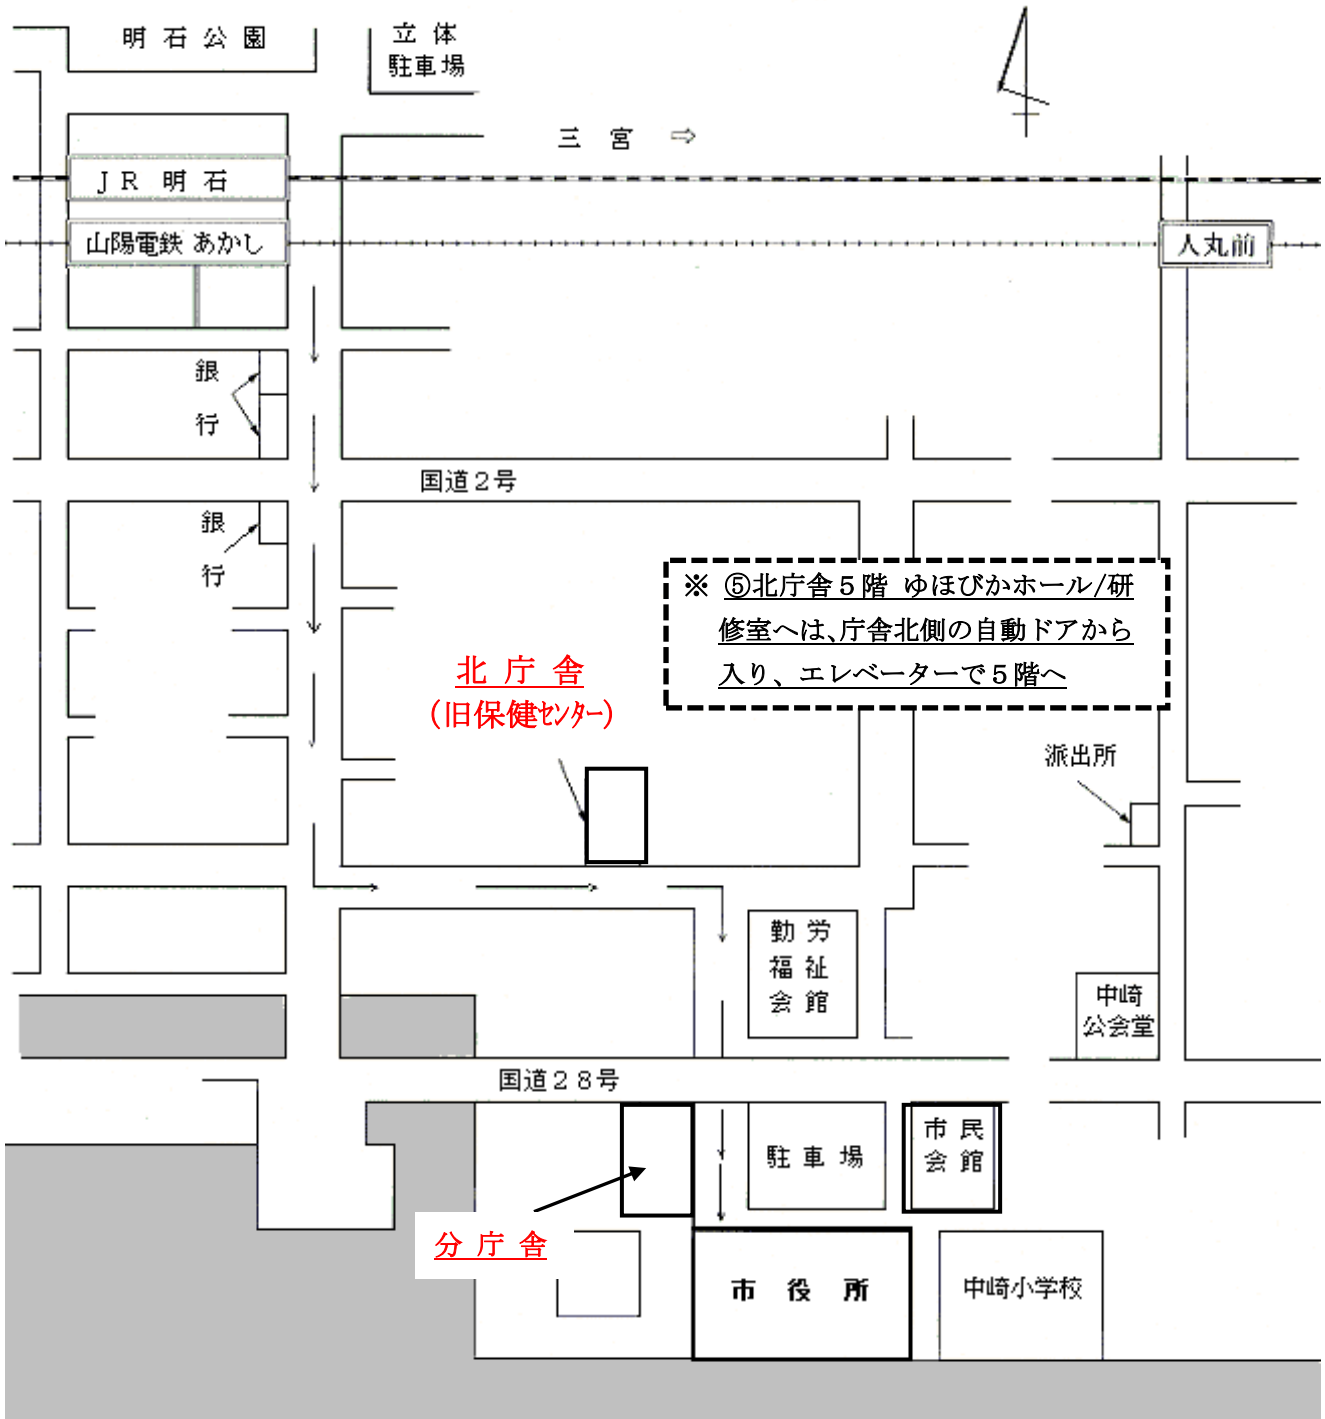 明石公園
立体
駐車場
三宮 ⇨
JR 明石
山陽電鉄 あかし
人丸前
銀
行
国道2号
銀
行
※ ⑤北庁舎5階 ゆほびかホール/研
修室へは、庁舎北側の自動ドアから
入り、エレベーターで5階へ
北庁舎
(旧保健センター)
派出所
勤労
福祉
会館
中崎
公会堂
国道28号
市民
会館
駐車場
分庁舎
市役所
中崎小学校